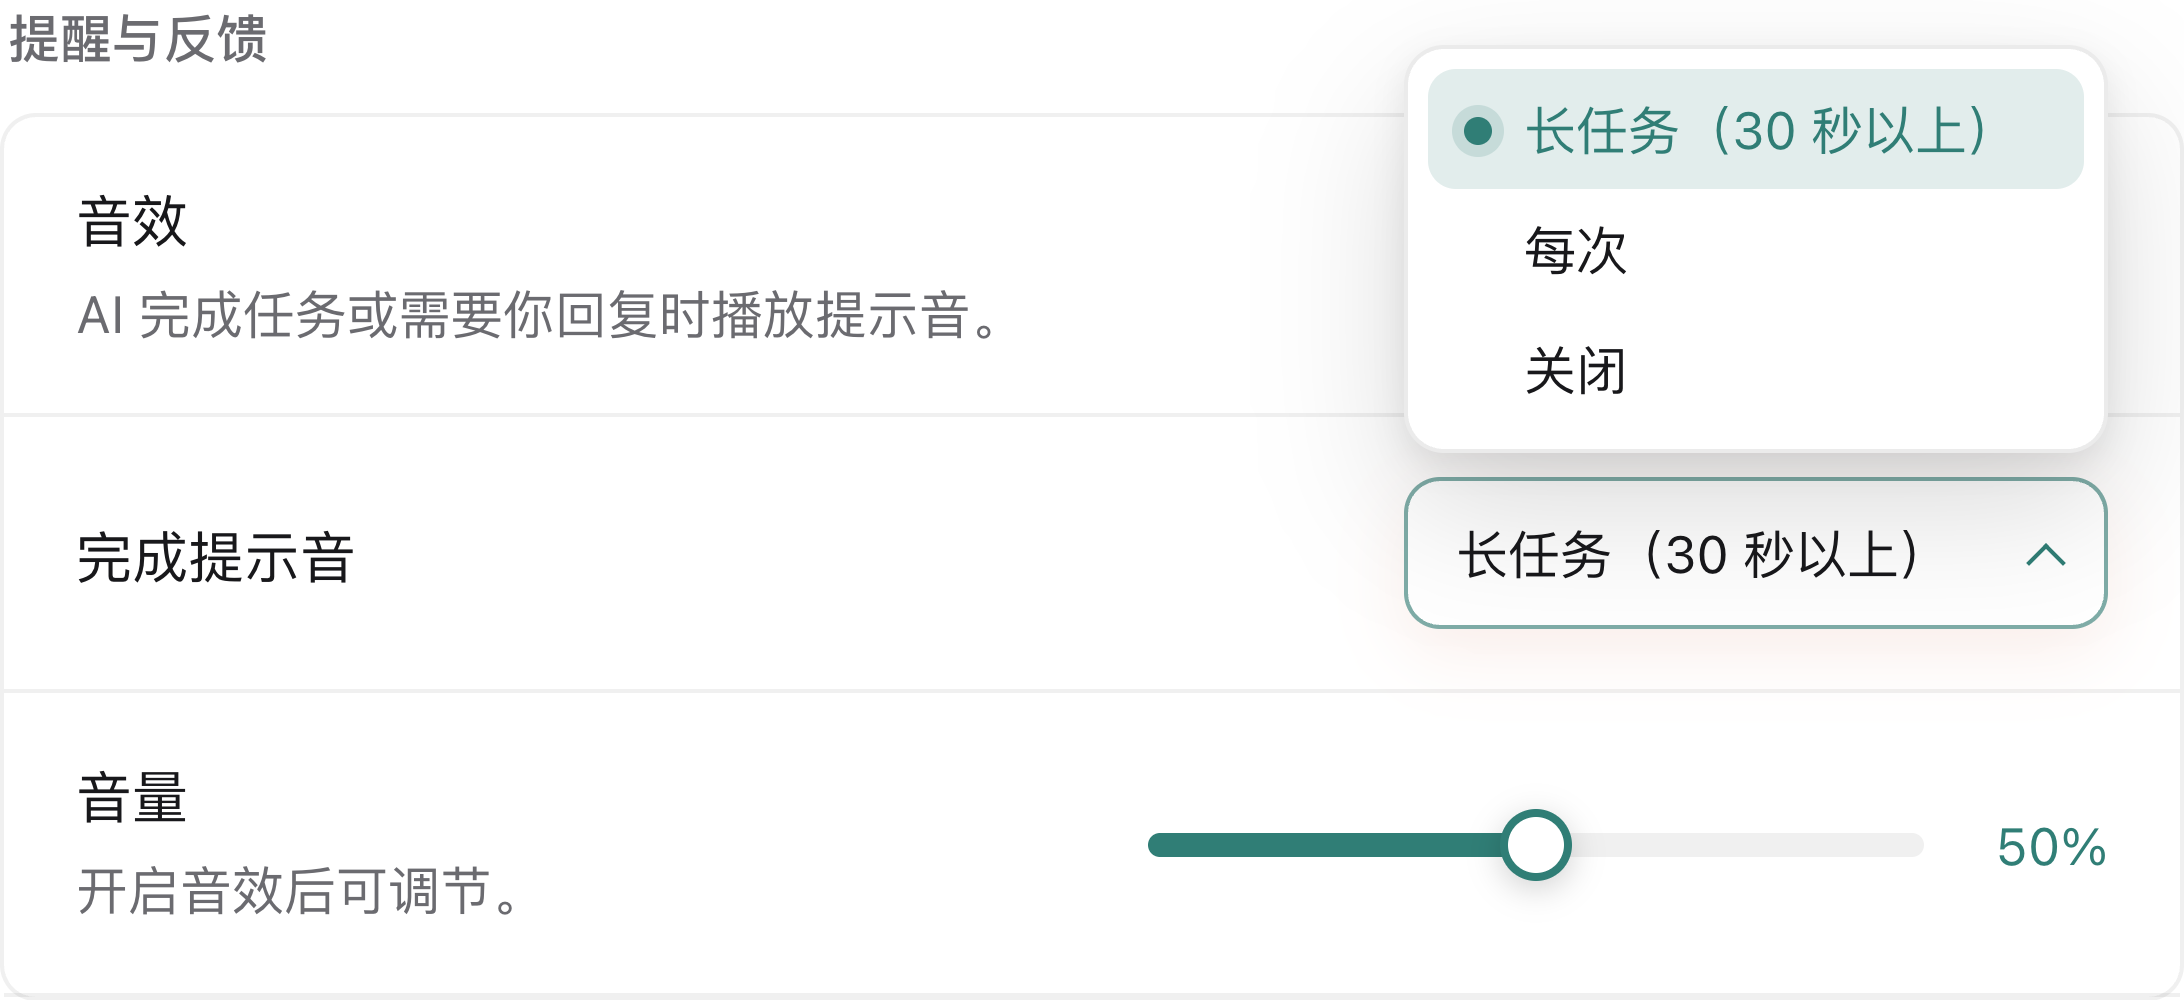 提醒与反馈
长任务（30 秒以上）
每次
关闭
音效
AI 完成任务或需要你回复时播放提示音。
完成提示音
长任务（30 秒以上）
音量
开启音效后可调节。
50%